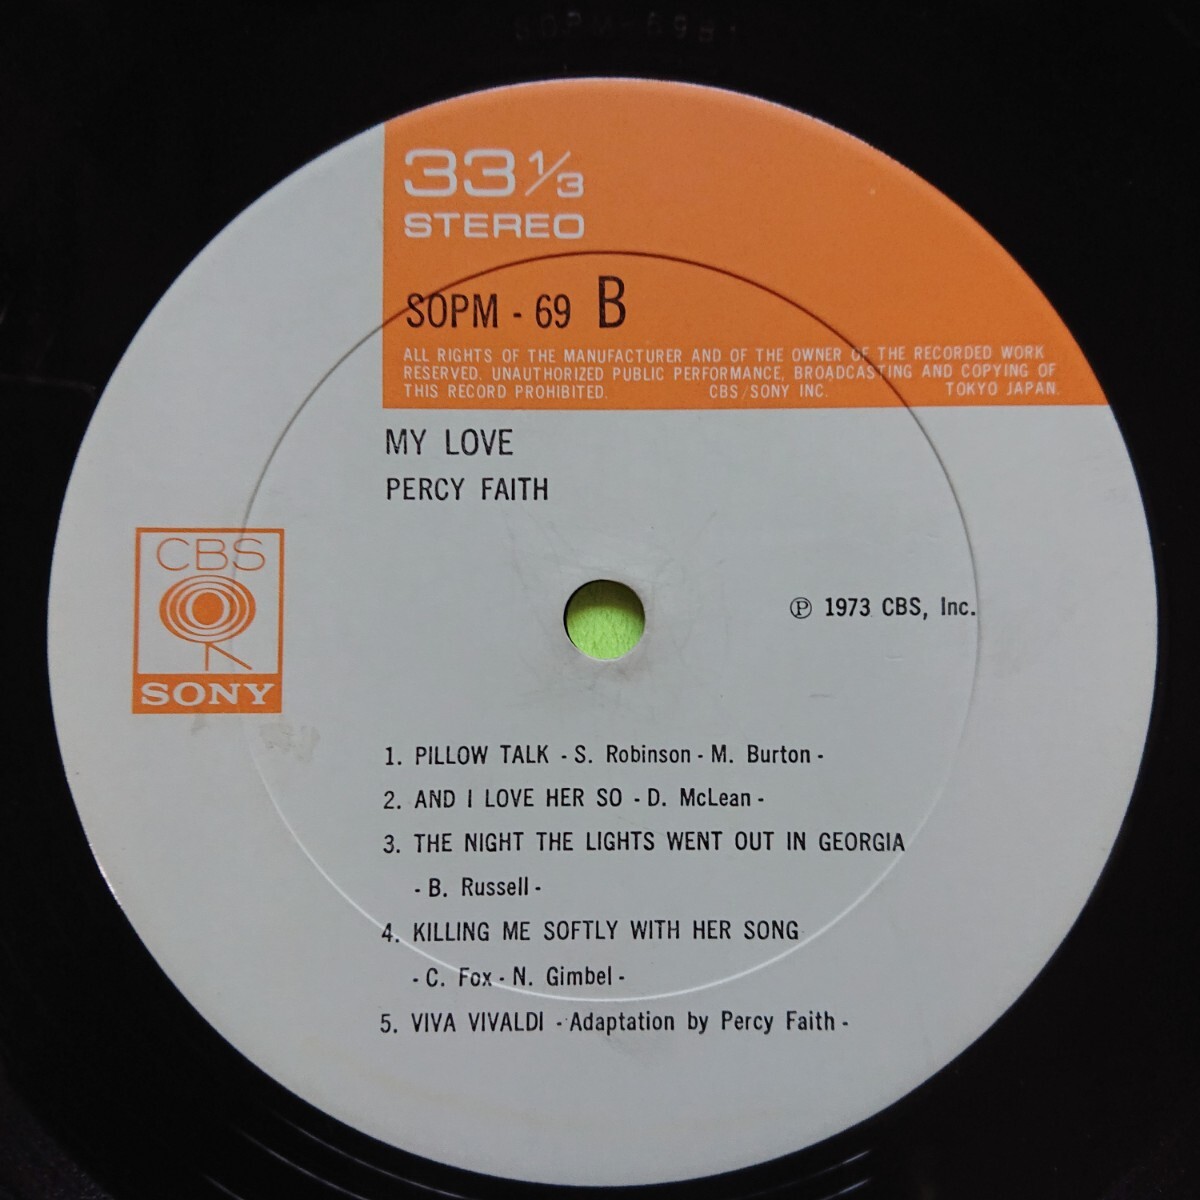 SOPM-69B1
33 1/3
STEREO
SOPM - 69 B
ALL RIGHTS OF THE MANUFACTURER AND OF THE OWNER OF THE RECORDED WORK
RESERVED. UNAUTHORIZED PUBLIC PERFORMANCE, BROADCASTING AND COPYING OF
THIS RECORD PROHIBITED. CBS/SONY INC. TOKYO JAPAN.
MY LOVE
PERCY FAITH
CBS
SONY
Ⓟ 1973 CBS, Inc.
1. PILLOW TALK - S. Robinson - M. Burton -
2. AND I LOVE HER SO - D. McLean -
3. THE NIGHT THE LIGHTS WENT OUT IN GEORGIA
- B. Russell -
4. KILLING ME SOFTLY WITH HER SONG
- C. Fox - N. Gimbel -
5. VIVA VIVALDI - Adaptation by Percy Faith -